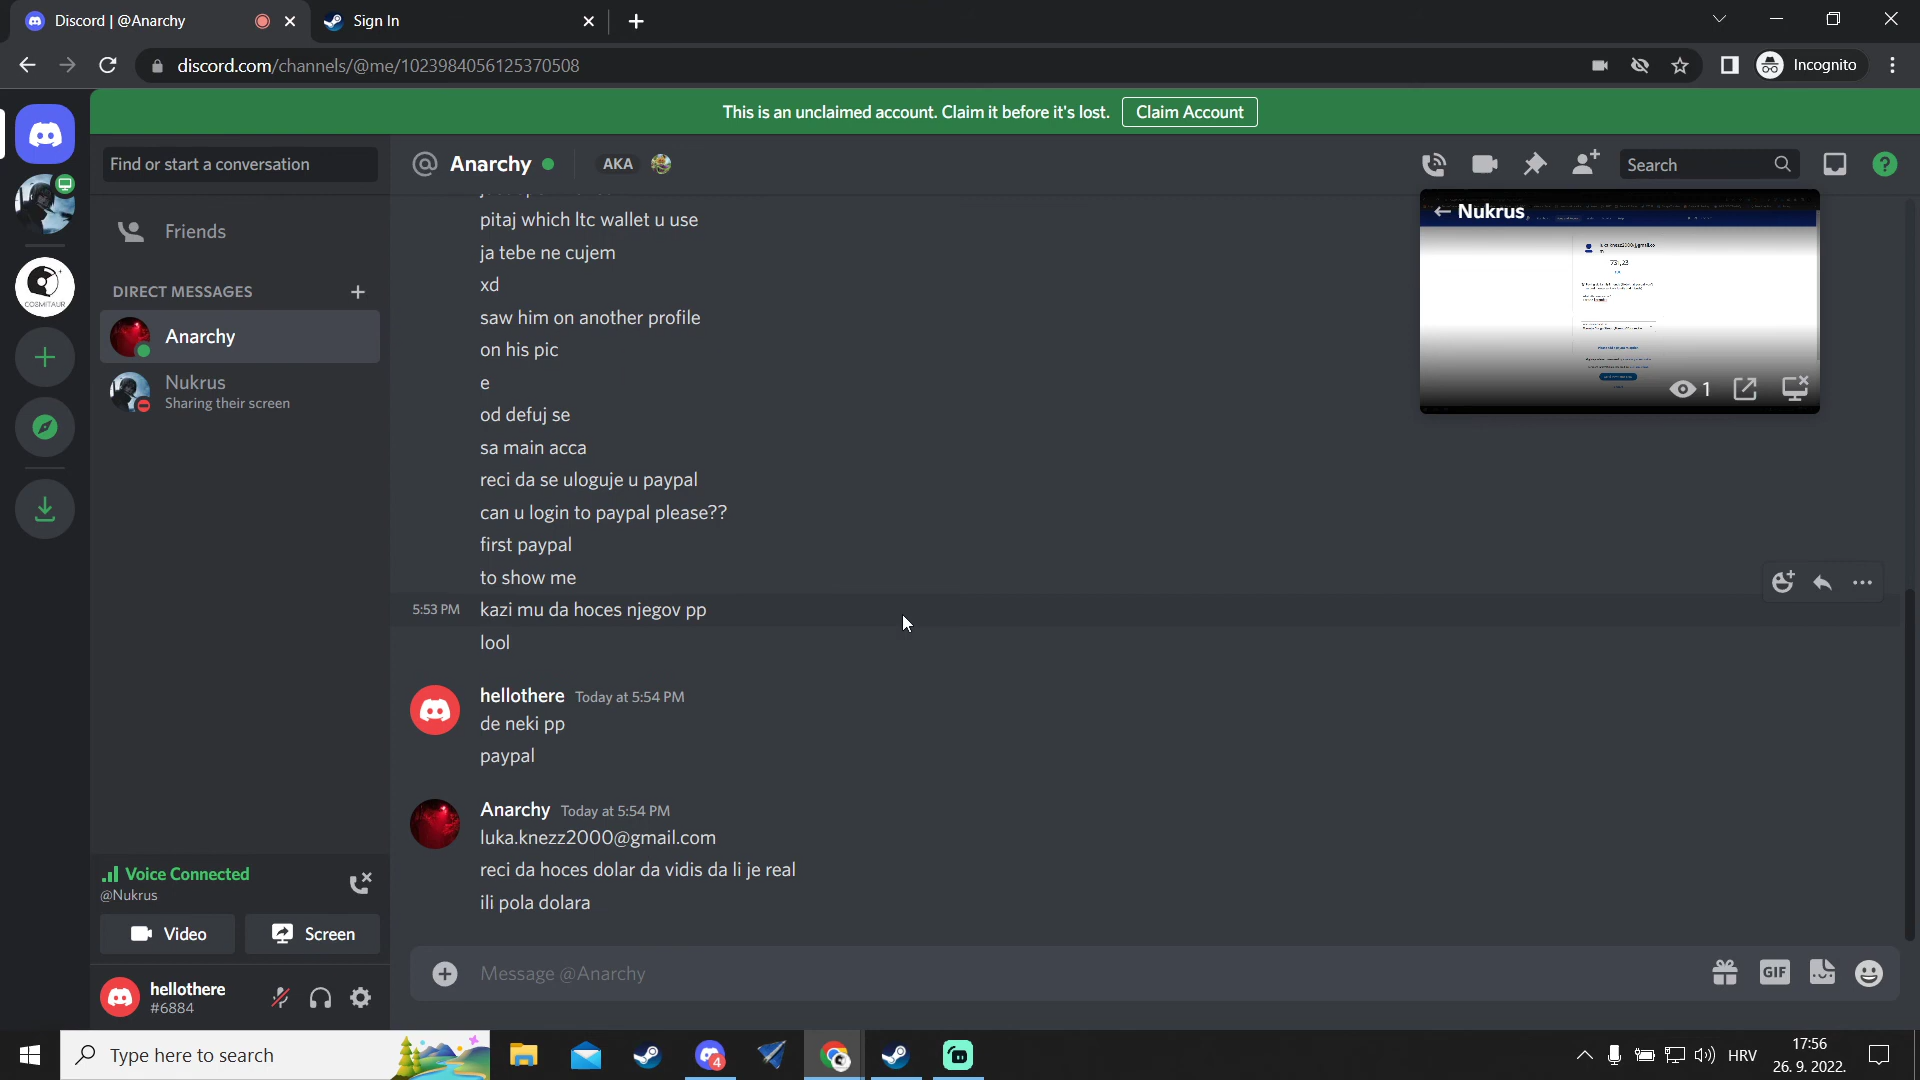 Discord | @Anarchy
Sign In
discord.com/channels/@me/1023984056125370508
Incognito
This is an unclaimed account. Claim it before it's lost.
Claim Account
Find or start a conversation
Anarchy
AKA
Search
Friends
DIRECT MESSAGES
Anarchy
Nukrus
Sharing their screen
COSMITAUR
pitaj which ltc wallet u use
ja tebe ne cujem
xd
saw him on another profile
on his pic
e
od defuj se
sa main acca
reci da se uloguje u paypal
can u login to paypal please??
first paypal
to show me
5:53 PM kazi mu da hoces njegov pp
lool
hellothere Today at 5:54 PM
de neki pp
paypal
Anarchy Today at 5:54 PM
luka.knezz2000@gmail.com
reci da hoces dolar da vidis da li je real
ili pola dolara
Nukrus
1
Voice Connected
@Nukrus
Video
Screen
hellothere
#6884
Message @Anarchy
GIF
Type here to search
4
HRV
17:56
26. 9. 2022.